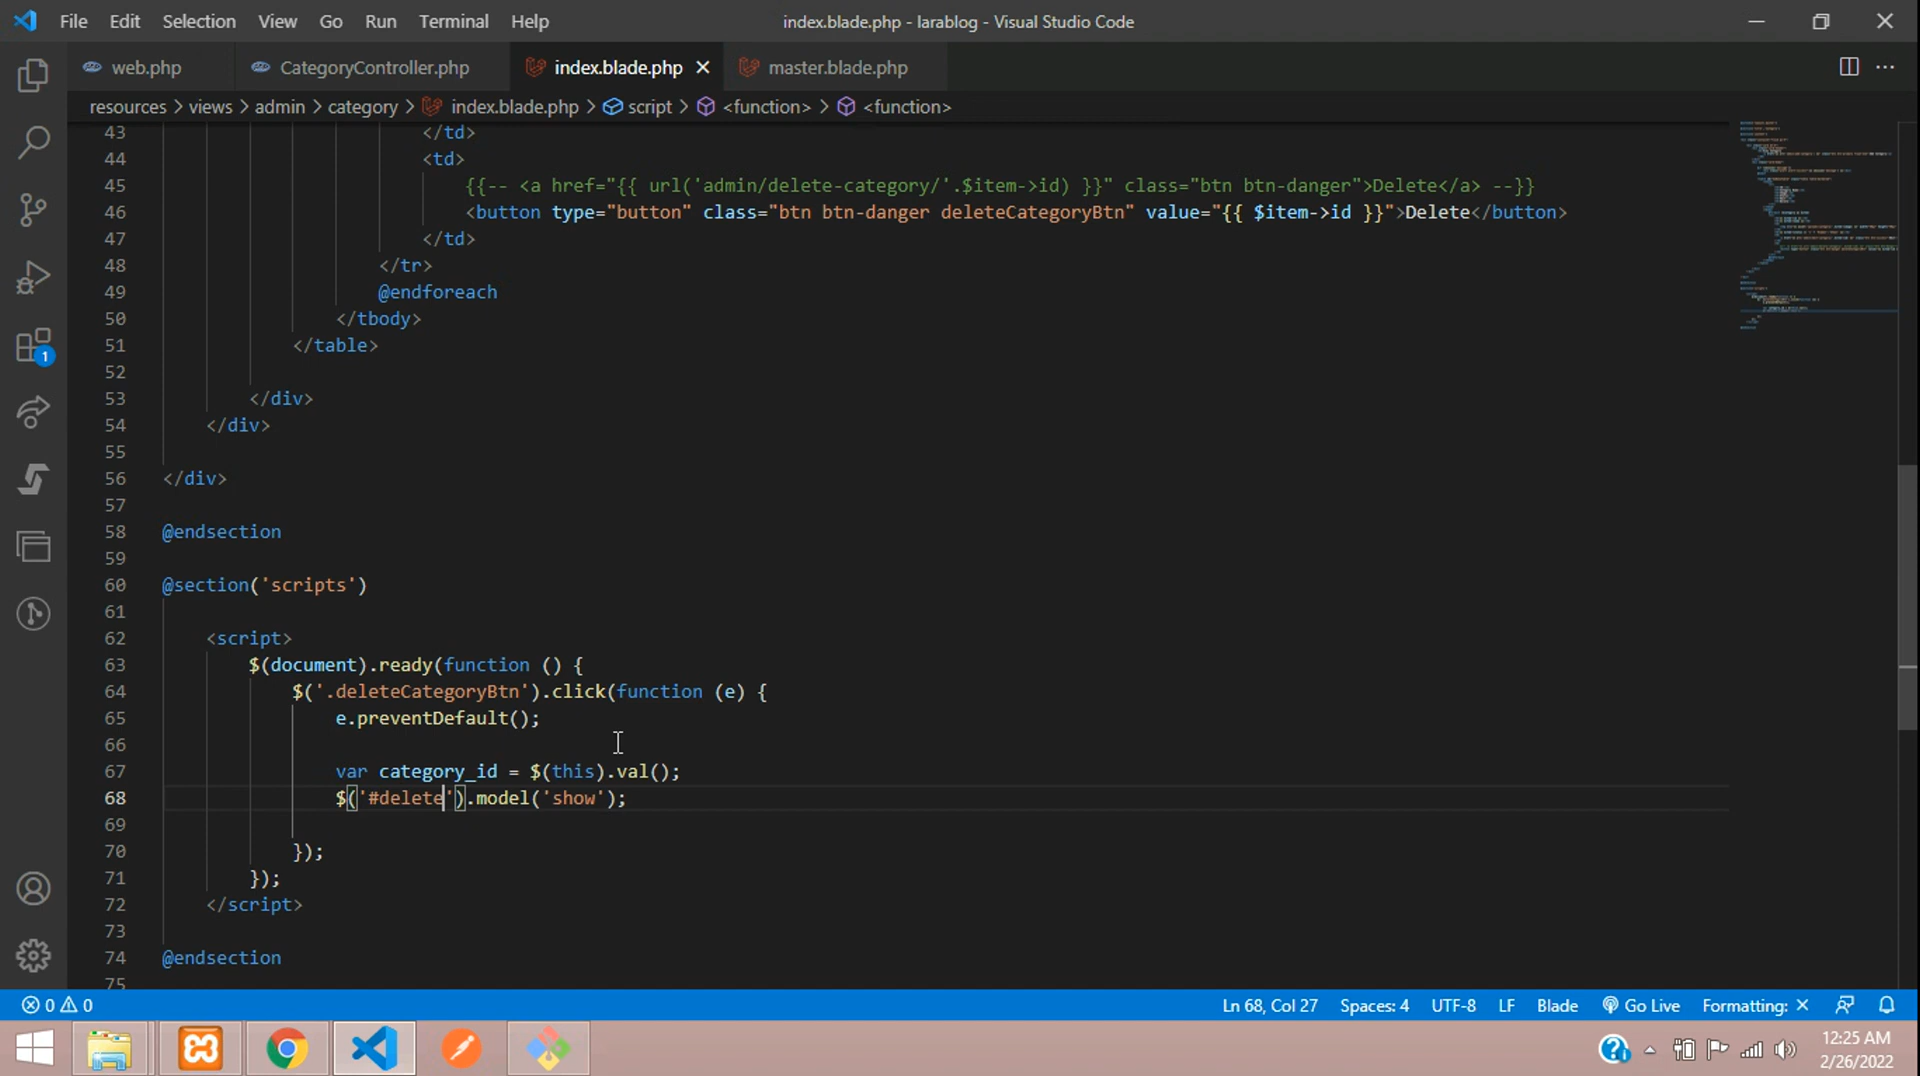 File Edit Selection View Go Run Terminal Help index.blade.php - larablog - Visual Studio Code
web.php CategoryController.php index.blade.php master.blade.php
resources > views > admin > category > index.blade.php > script > <function> > <function>
43 </td>
44 <td>
45 {{-- <a href="{{ url('admin/delete-category/'.$item->id) }}" class="btn btn-danger">Delete</a> --}}
46 <button type="button" class="btn btn-danger deleteCategoryBtn" value="{{ $item->id }}">Delete</button>
47 </td>
48 </tr>
49 @endforeach
50 </tbody>
51 </table>
52
53 </div>
54 </div>
55
56 </div>
57
58 @endsection
59
60 @section('scripts')
61
62 <script>
63 $(document).ready(function () {
64 $('.deleteCategoryBtn').click(function (e) {
65 e.preventDefault();
66
67 var category_id = $(this).val();
68 $('#delete').model('show');
69
70 });
71 });
72 </script>
73
74 @endsection
75
0 0 Ln 68, Col 27 Spaces: 4 UTF-8 LF Blade Go Live Formatting: ×
12:25 AM
2/26/2022